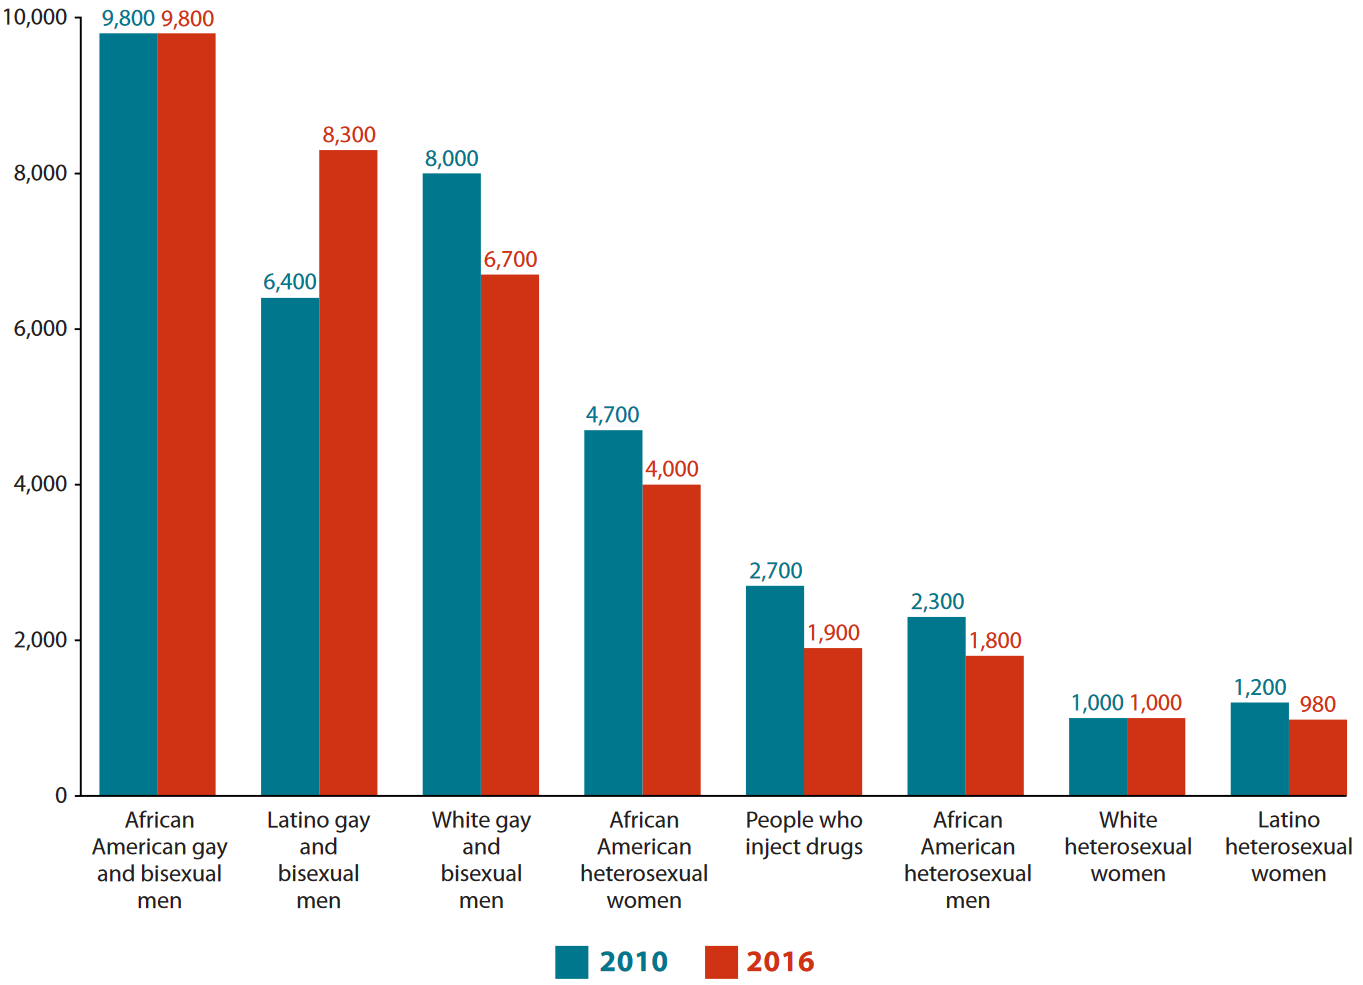 10,000
8,000
6,000
4,000
2,000
0
9,800 9,800
6,400
8,300
8,000
6,700
4,700
4,000
2,700
1,900
2,300
1,800
1,000 1,000
1,200
980
African
American gay
and bisexual
men
Latino gay
and
bisexual
men
White gay
and
bisexual
men
African
American
heterosexual
women
People who
inject drugs
African
American
heterosexual
men
White
heterosexual
women
Latino
heterosexual
women
2010
2016